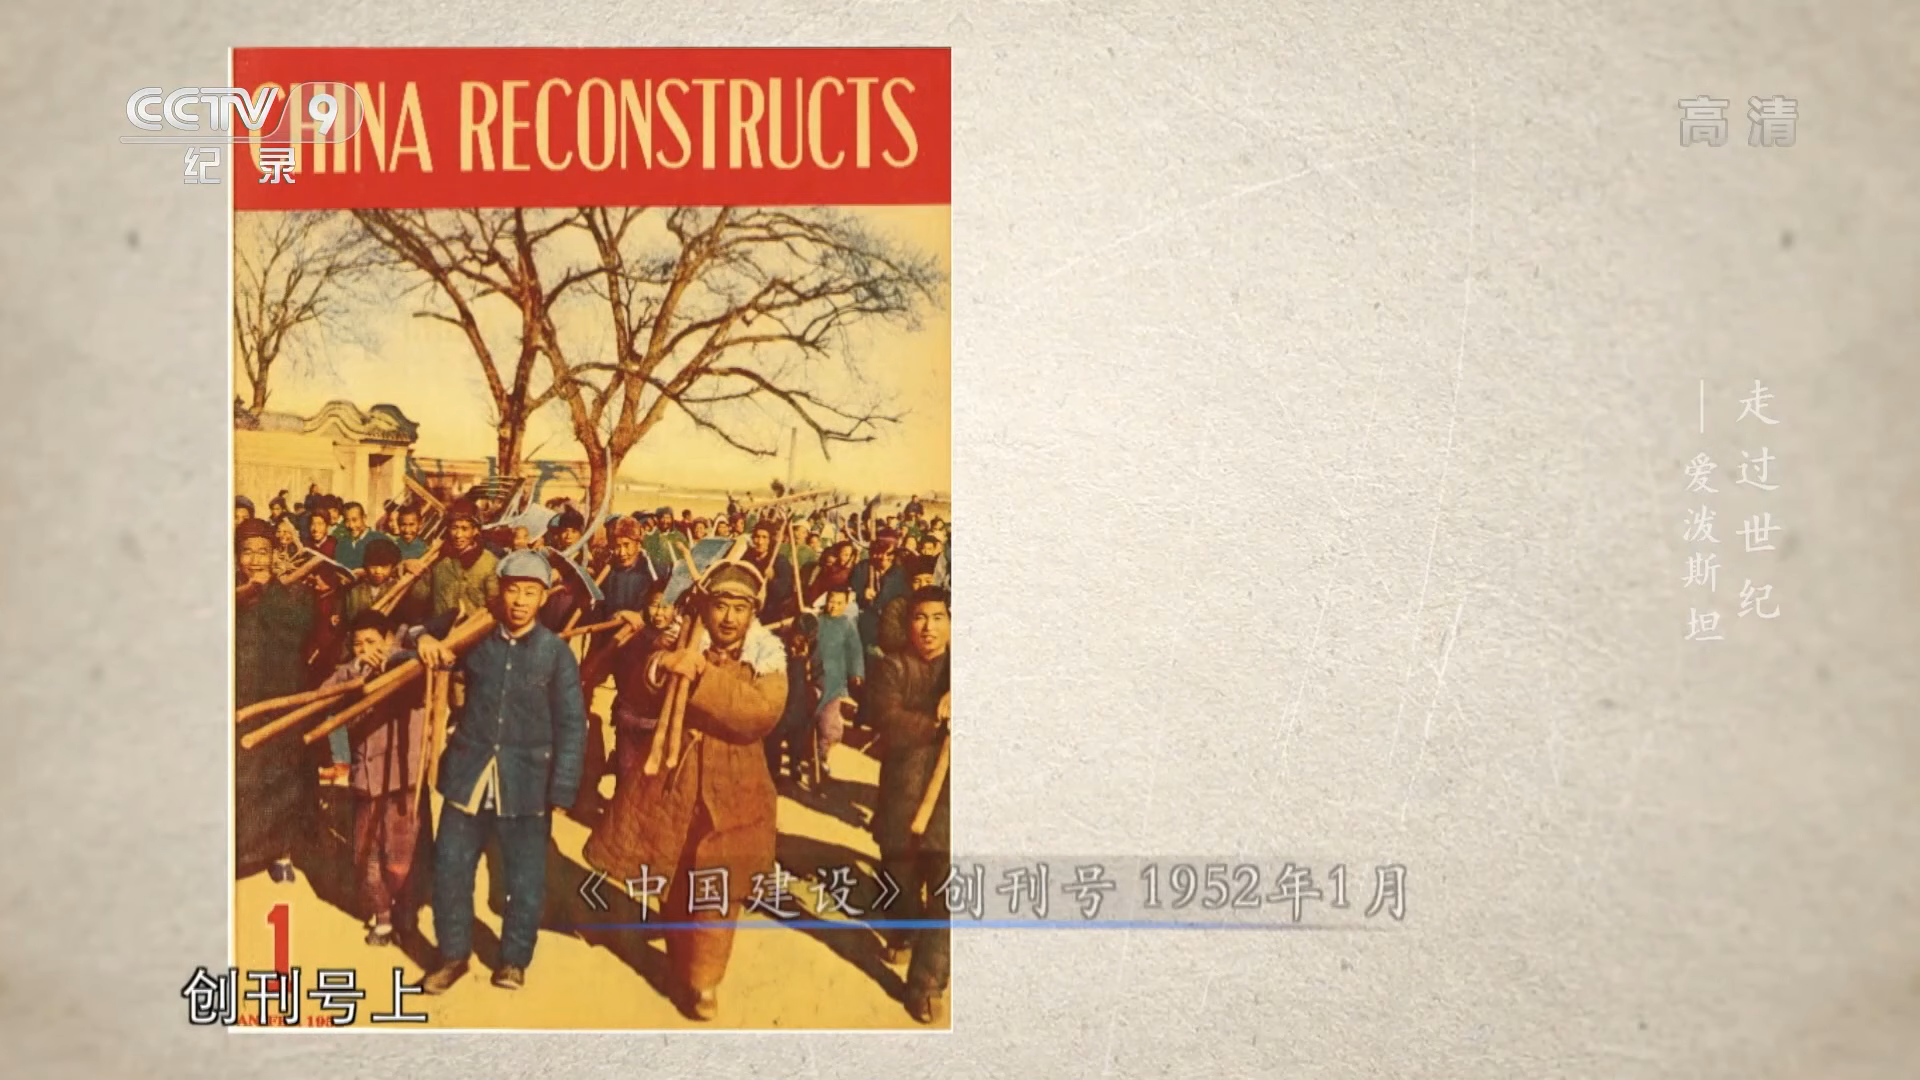 CHINA RECONSTRUCTS
CCTV 9
纪录
高清
走过世纪
—爱泼斯坦
《中国建设》创刊号 1952年1月
1
创刊号上